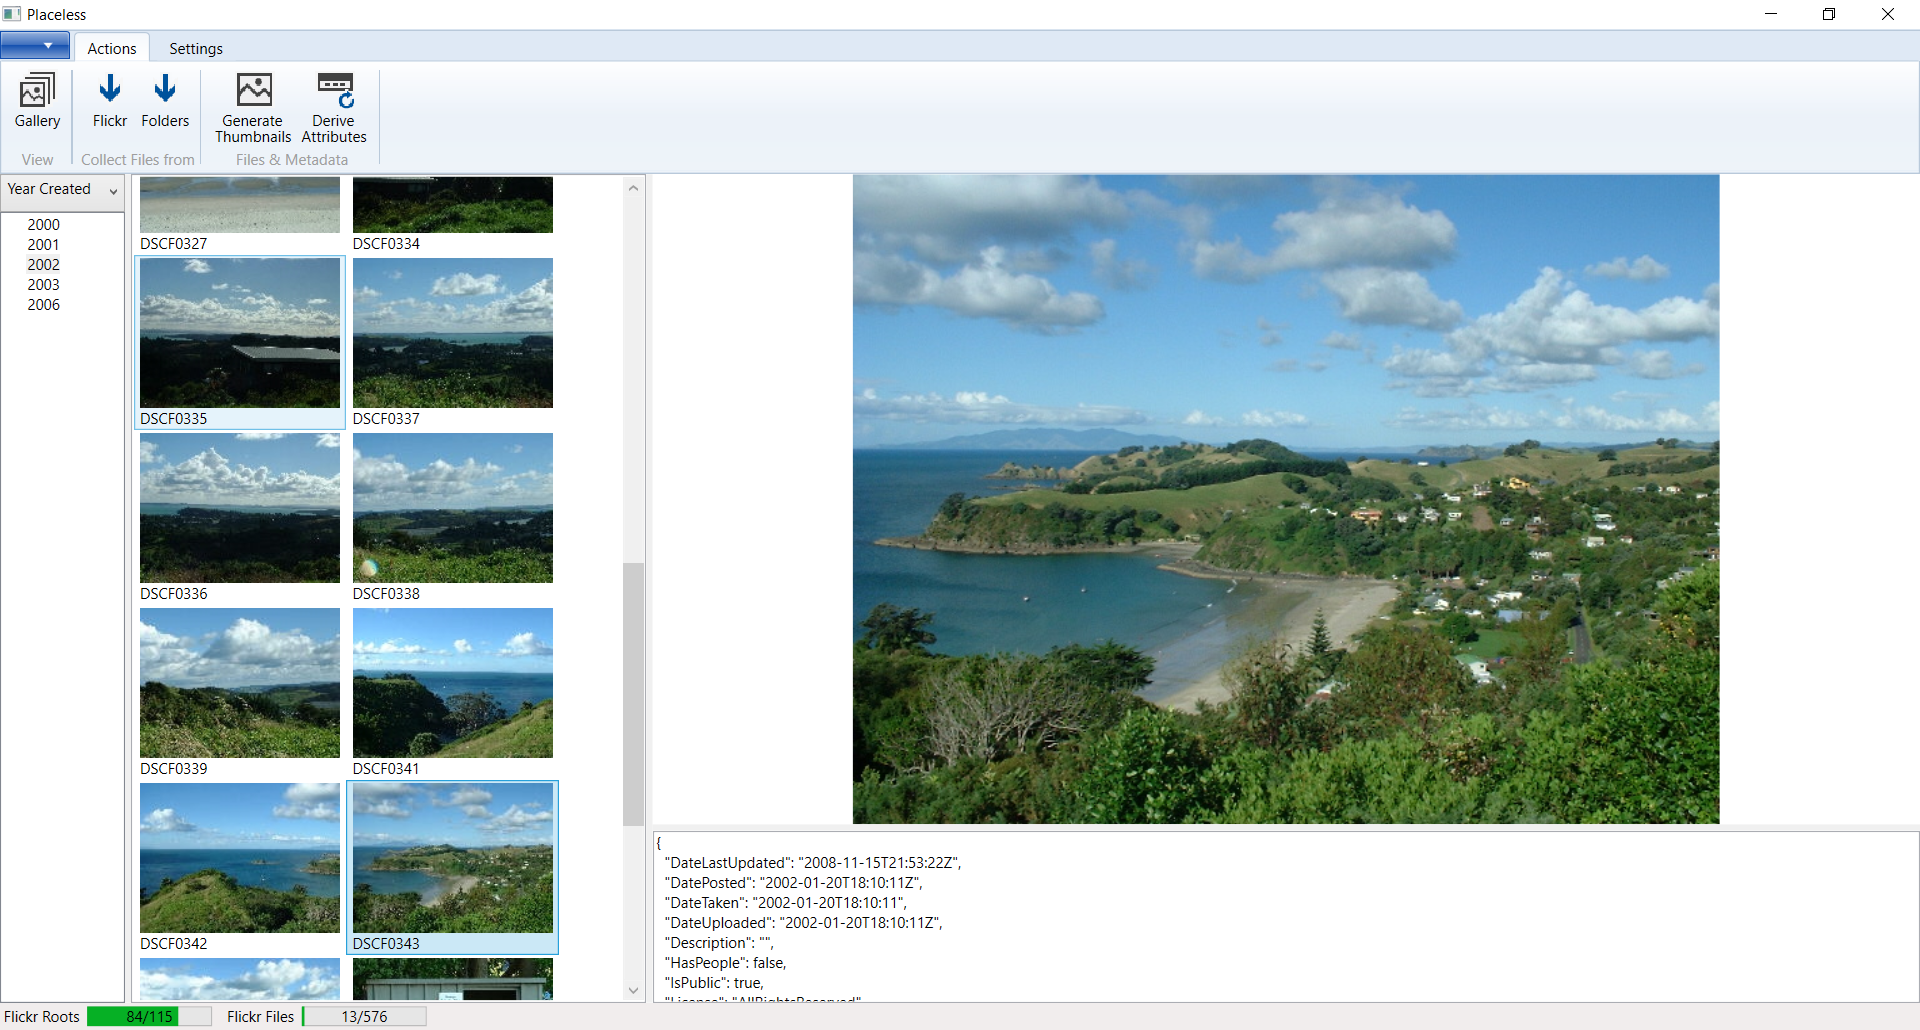 Placeless
Actions
Settings
Gallery
Flickr
Folders
Generate
Thumbnails
Derive
Attributes
View
Collect Files from
Files & Metadata
Year Created
2000
2001
2002
2003
2006
DSCF0327
DSCF0334
DSCF0335
DSCF0337
DSCF0336
DSCF0338
DSCF0339
DSCF0341
DSCF0342
DSCF0343
{
"DateLastUpdated": "2008-11-15T21:53:22Z",
"DatePosted": "2002-01-20T18:10:11Z",
"DateTaken": "2002-01-20T18:10:11",
"DateUploaded": "2002-01-20T18:10:11Z",
"Description": "",
"HasPeople": false,
"IsPublic": true,
"License": "AllRightsReserved"
Flickr Roots 84/115 Flickr Files 13/576